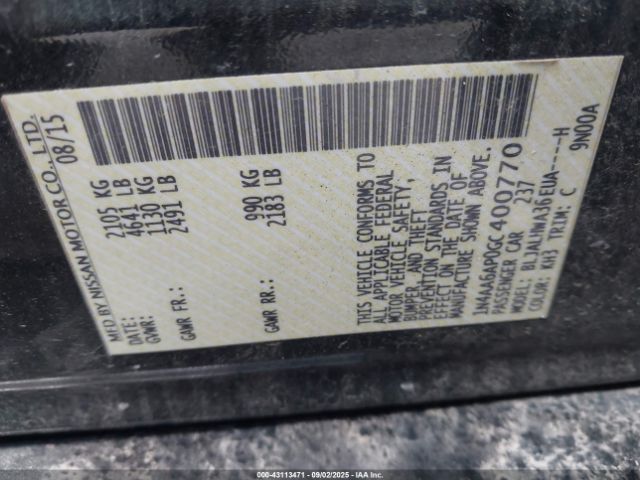 MFD BY NISSAN MOTOR CO., LTD.
DATE: 08/15
GVWR: 2105 KG
4641 LB
GAWR FR.: 1130 KG
2491 LB
GAWR RR.: 990 KG
2183 LB
THIS VEHICLE CONFORMS TO
ALL APPLICABLE FEDERAL
MOTOR VEHICLE SAFETY,
BUMPER, AND THEFT
PREVENTION STANDARDS IN
EFFECT ON THE DATE OF
MANUFACTURE SHOWN ABOVE.
1N4AA6AP0GC400770
PASSENGER CAR 237
MODEL: BLJALHWA36EUA----H
COLOR: KH3 TRIM: C 9N00A
000-43113471 - 09/02/2025 - IAA Inc.